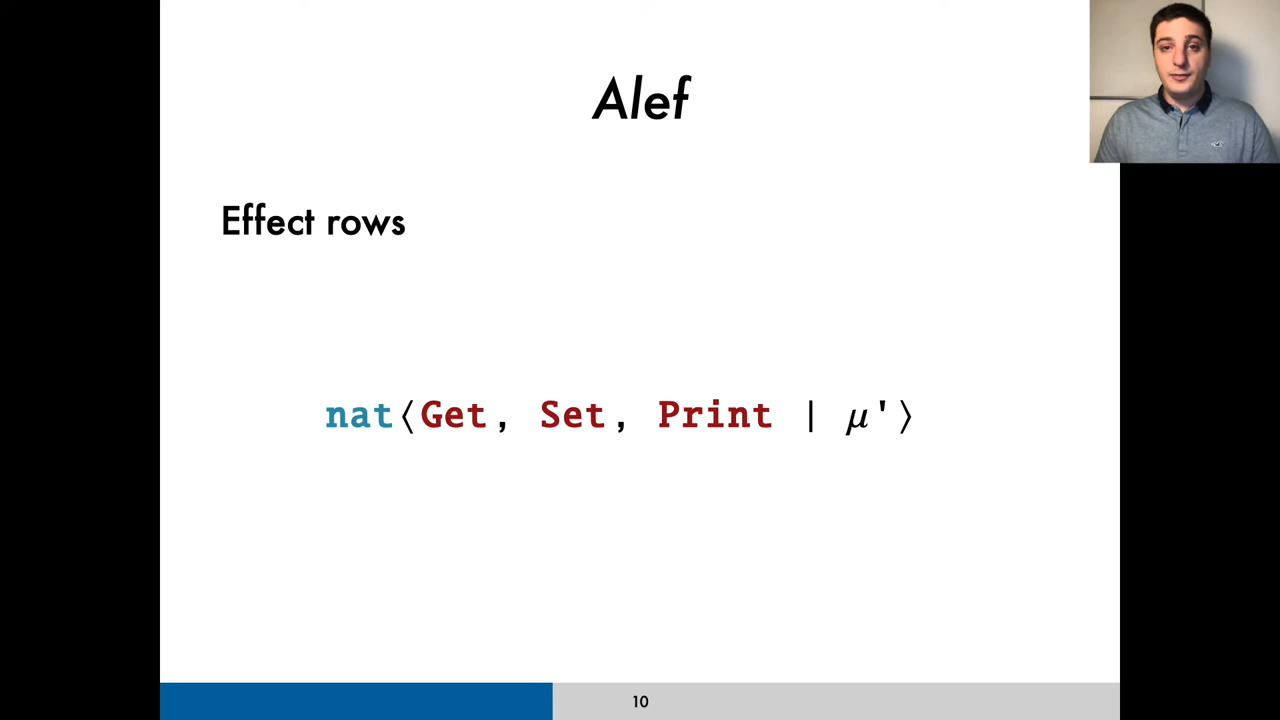 Alef
Effect rows
nat⟨Get, Set, Print | μ'⟩
10